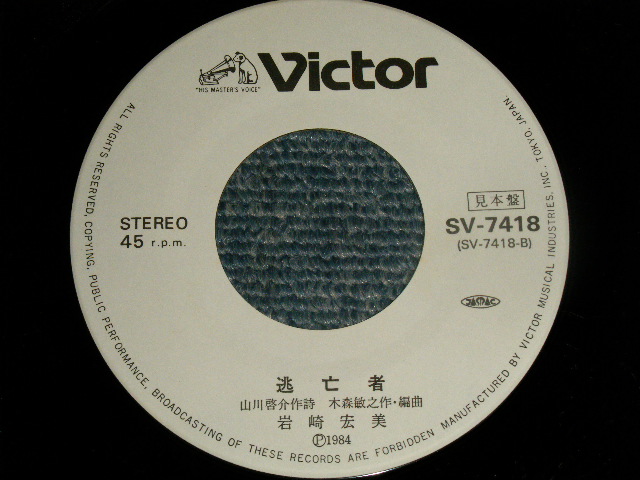 Victor
"HIS MASTER'S VOICE"
STEREO
45 r.p.m.
見本盤
SV-7418
(SV-7418-B)
JASRAC
逃亡者
山川啓介作詩 木森敏之作・編曲
岩崎宏美
Ⓟ1984
ALL RIGHTS RESERVED, COPYING, PUBLIC PERFORMANCE, BROADCASTING OF THESE RECORDS ARE FORBIDDEN MANUFACTURED BY VICTOR MUSICAL INDUSTRIES, INC. TOKYO, JAPAN.